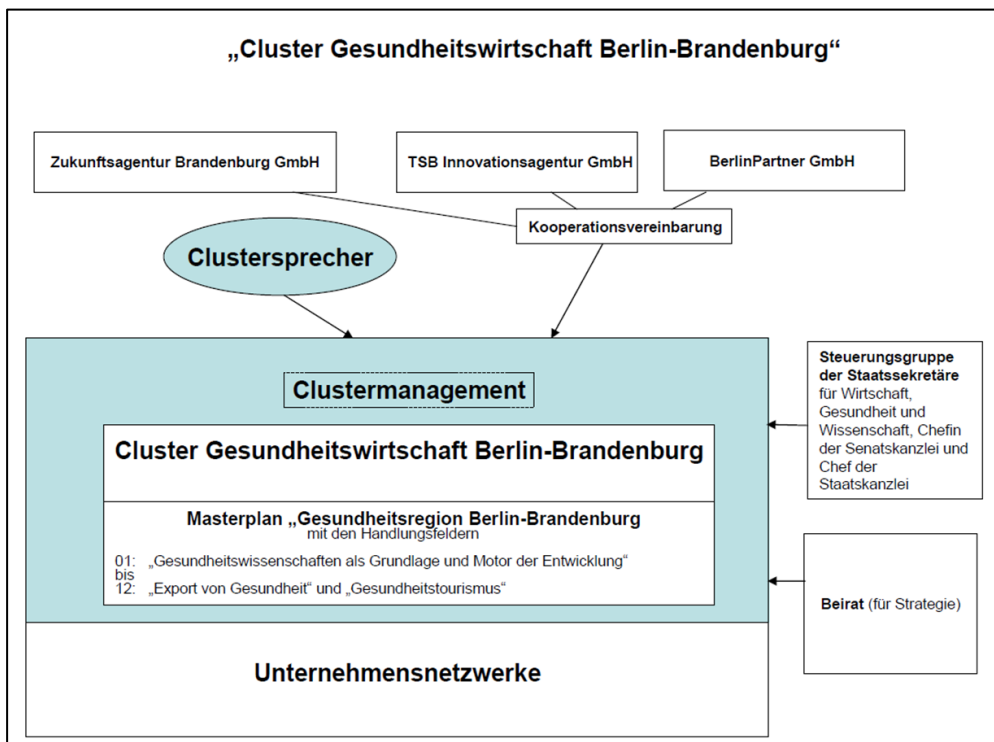 „Cluster Gesundheitswirtschaft Berlin-Brandenburg“
Zukunftsagentur Brandenburg GmbH
TSB Innovationsagentur GmbH
BerlinPartner GmbH
Kooperationsvereinbarung
Clustersprecher
Clustermanagement
Steuerungsgruppe
der Staatssekretäre
für Wirtschaft,
Gesundheit und
Wissenschaft, Chefin
der Senatskanzlei und
Chef der
Staatskanzlei
Cluster Gesundheitswirtschaft Berlin-Brandenburg
Masterplan „Gesundheitsregion Berlin-Brandenburg
mit den Handlungsfeldern
01: „Gesundheitswissenschaften als Grundlage und Motor der Entwicklung“
bis
12: „Export von Gesundheit“ und „Gesundheitstourismus“
Beirat (für Strategie)
Unternehmensnetzwerke